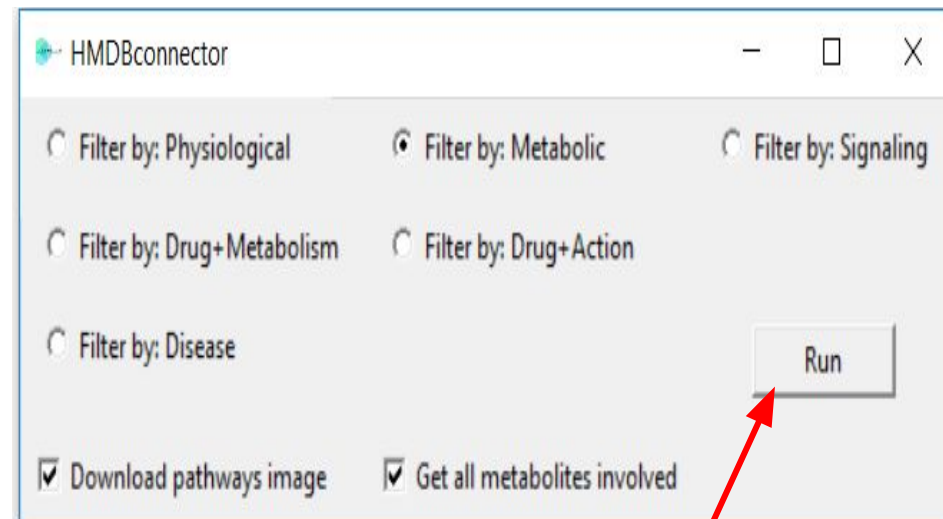 HMDBconnector
Filter by: Physiological Filter by: Metabolic Filter by: Signaling
Filter by: Drug+Metabolism Filter by: Drug+Action
Filter by: Disease
Run
Download pathways image Get all metabolites involved